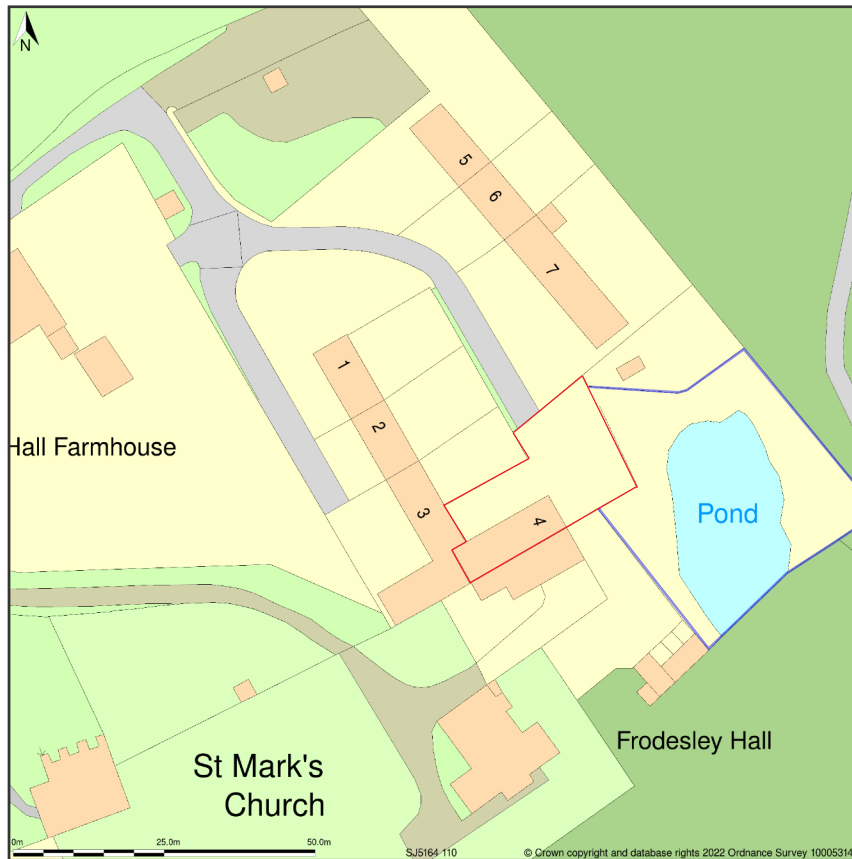 N
5
6
7
1
2
3
4
Hall Farmhouse
Pond
Frodesley Hall
St Mark's
Church
0m 25.0m 50.0m
SJ5164 110 © Crown copyright and database rights 2022 Ordnance Survey 10005314